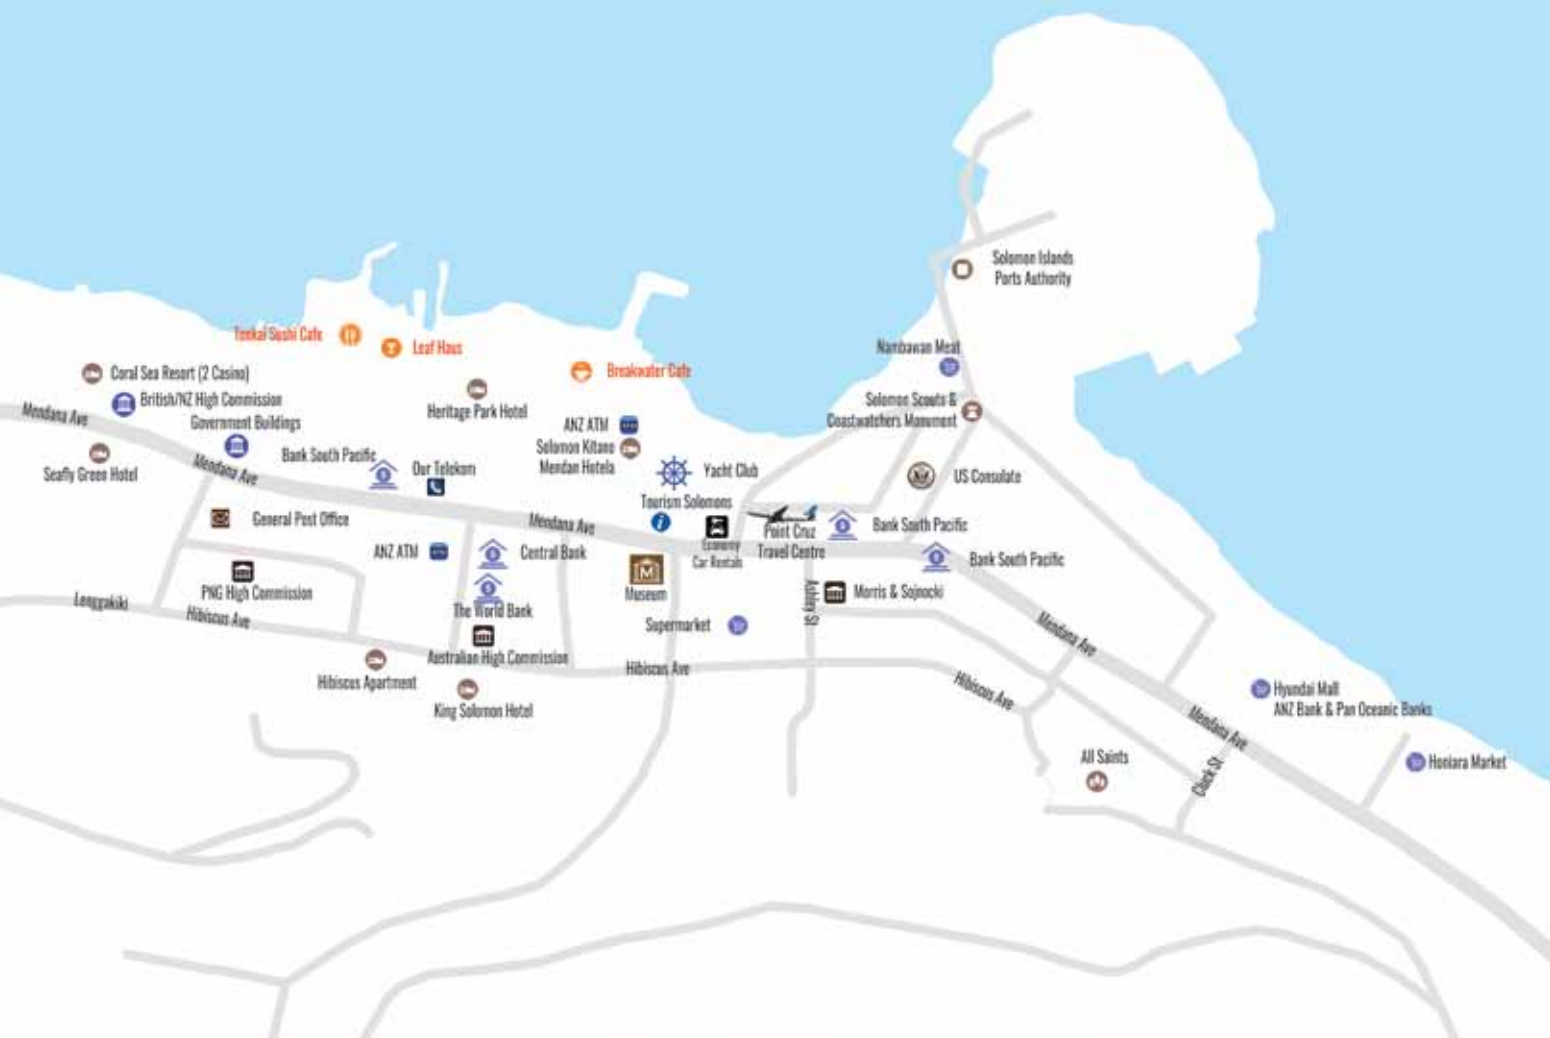 Solomon Islands
Ports Authority
Tenkai Sushi Cafe
Leaf Haus
Nambawan Meat
Coral Sea Resort (2 Casino)
Breakwater Cafe
British/NZ High Commission
Heritage Park Hotel
Solomon Scouts &
Coastwatchers Monument
Mendana Ave
Government Buildings
ANZ ATM
Solomon Kitano
Mendan Hotela
Seafly Green Hotel
Mendana Ave
Bank South Pacific
Our Telekom
Yacht Club
US Consulate
Tourism Solomons
General Post Office
Mendana Ave
Economy
Car Rentals
Point Cruz
Travel Centre
Bank South Pacific
ANZ ATM
Central Bank
Bank South Pacific
PNG High Commission
Museum
M
Ashley St
Morris & Sojnocki
Lenggakiki
Hibiscus Ave
The World Bank
Supermarket
Mendana Ave
Australian High Commission
Hibiscus Ave
Hibiscus Apartment
King Solomon Hotel
Hibiscus Ave
Hyundai Mall
ANZ Bank & Pan Oceanic Banks
Mendana Ave
All Saints
Clock St
Honiara Market